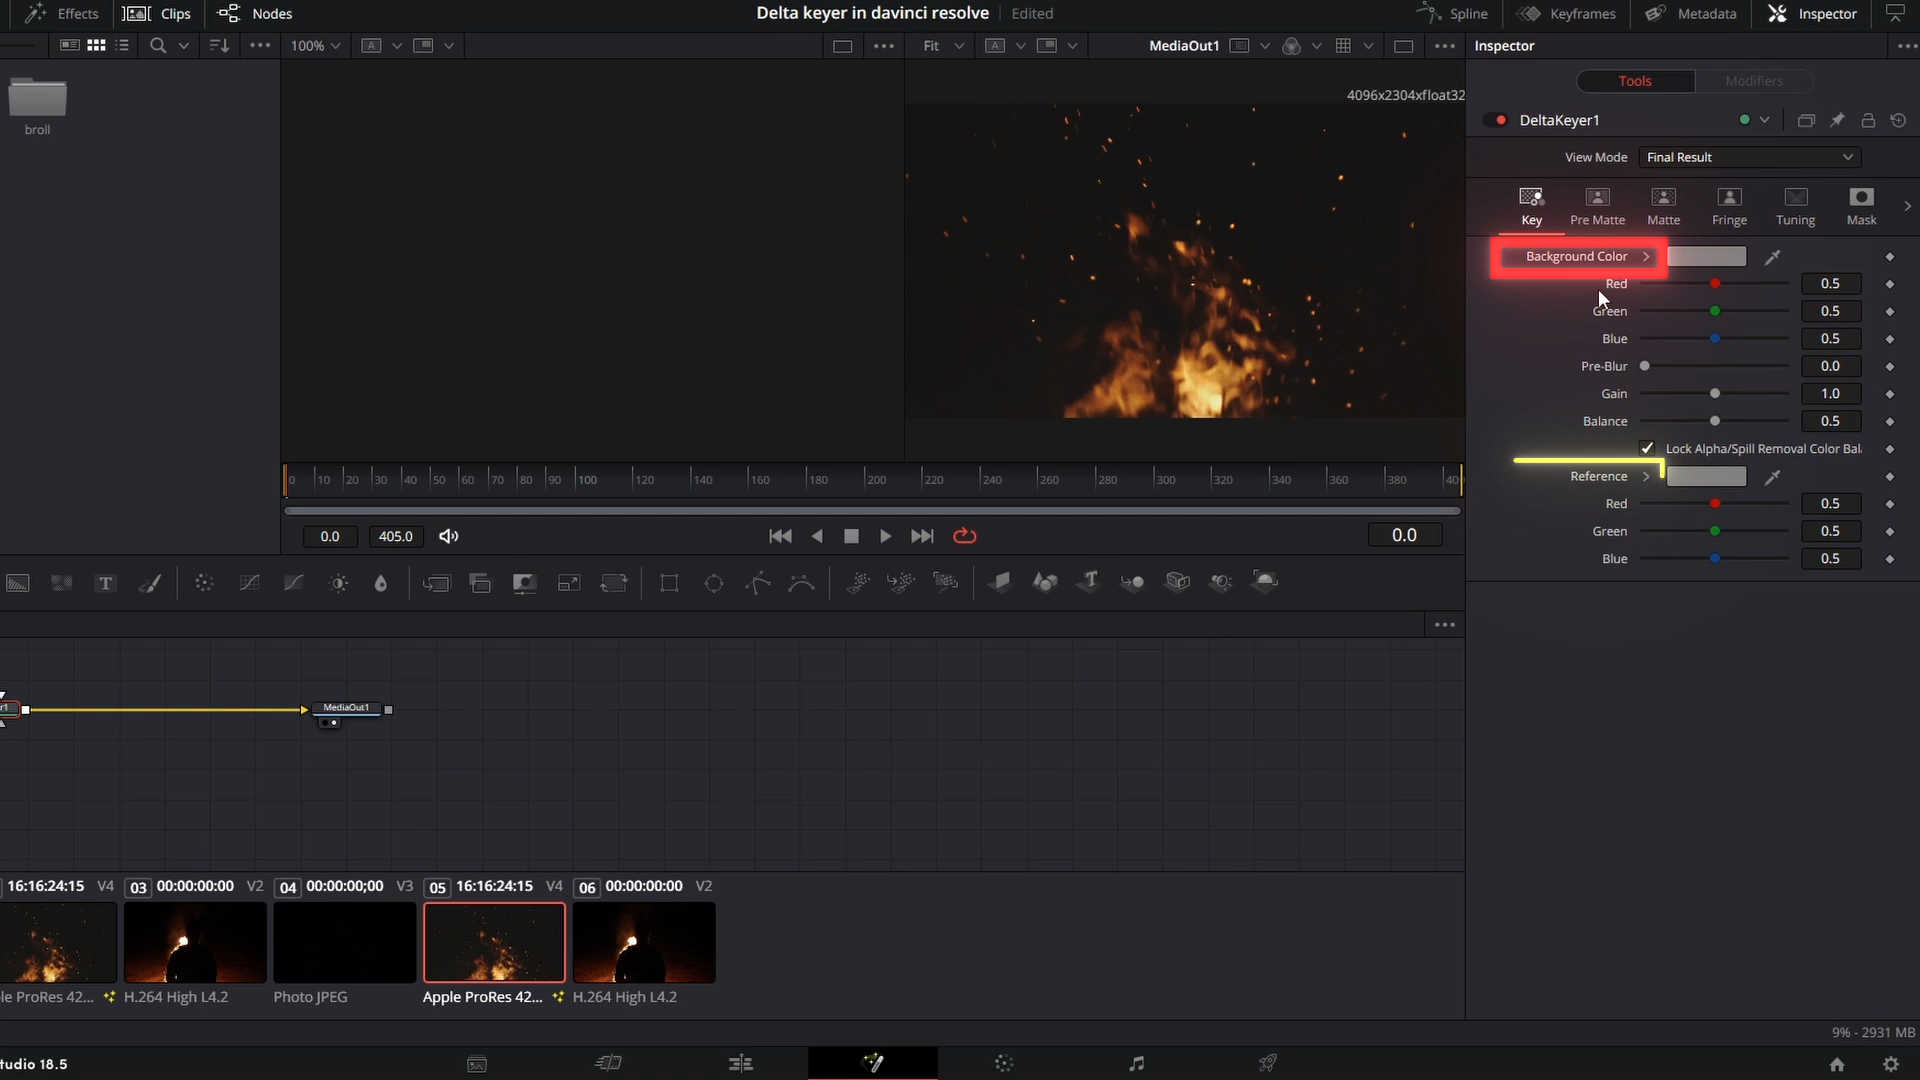 Effects Clips Nodes Delta keyer in davinci resolve Edited Spline Keyframes Metadata Inspector
100% A Fit A MediaOut1 Inspector
Tools Modifiers
4096x2304xfloat32
broll
DeltaKeyer1
View Mode Final Result
Key Pre Matte Matte Fringe Tuning Mask
Background Color
Red 0.5
Green 0.5
Blue 0.5
Pre-Blur 0.0
Gain 1.0
Balance 0.5
Lock Alpha/Spill Removal Color Bal
Reference
Red 0.5
Green 0.5
Blue 0.5
0 10 20 30 40 50 60 70 80 90 100 120 140 160 180 200 220 240 260 280 300 320 340 360 380 40
0.0 405.0 0.0
T
r1 MediaOut1
16:16:24:15 V4 03 00:00:00:00 V2 04 00:00:00;00 V3 05 16:16:24:15 V4 06 00:00:00:00 V2
le ProRes 42... H.264 High L4.2 Photo JPEG Apple ProRes 42... H.264 High L4.2
9% - 2931 MB
tudio 18.5